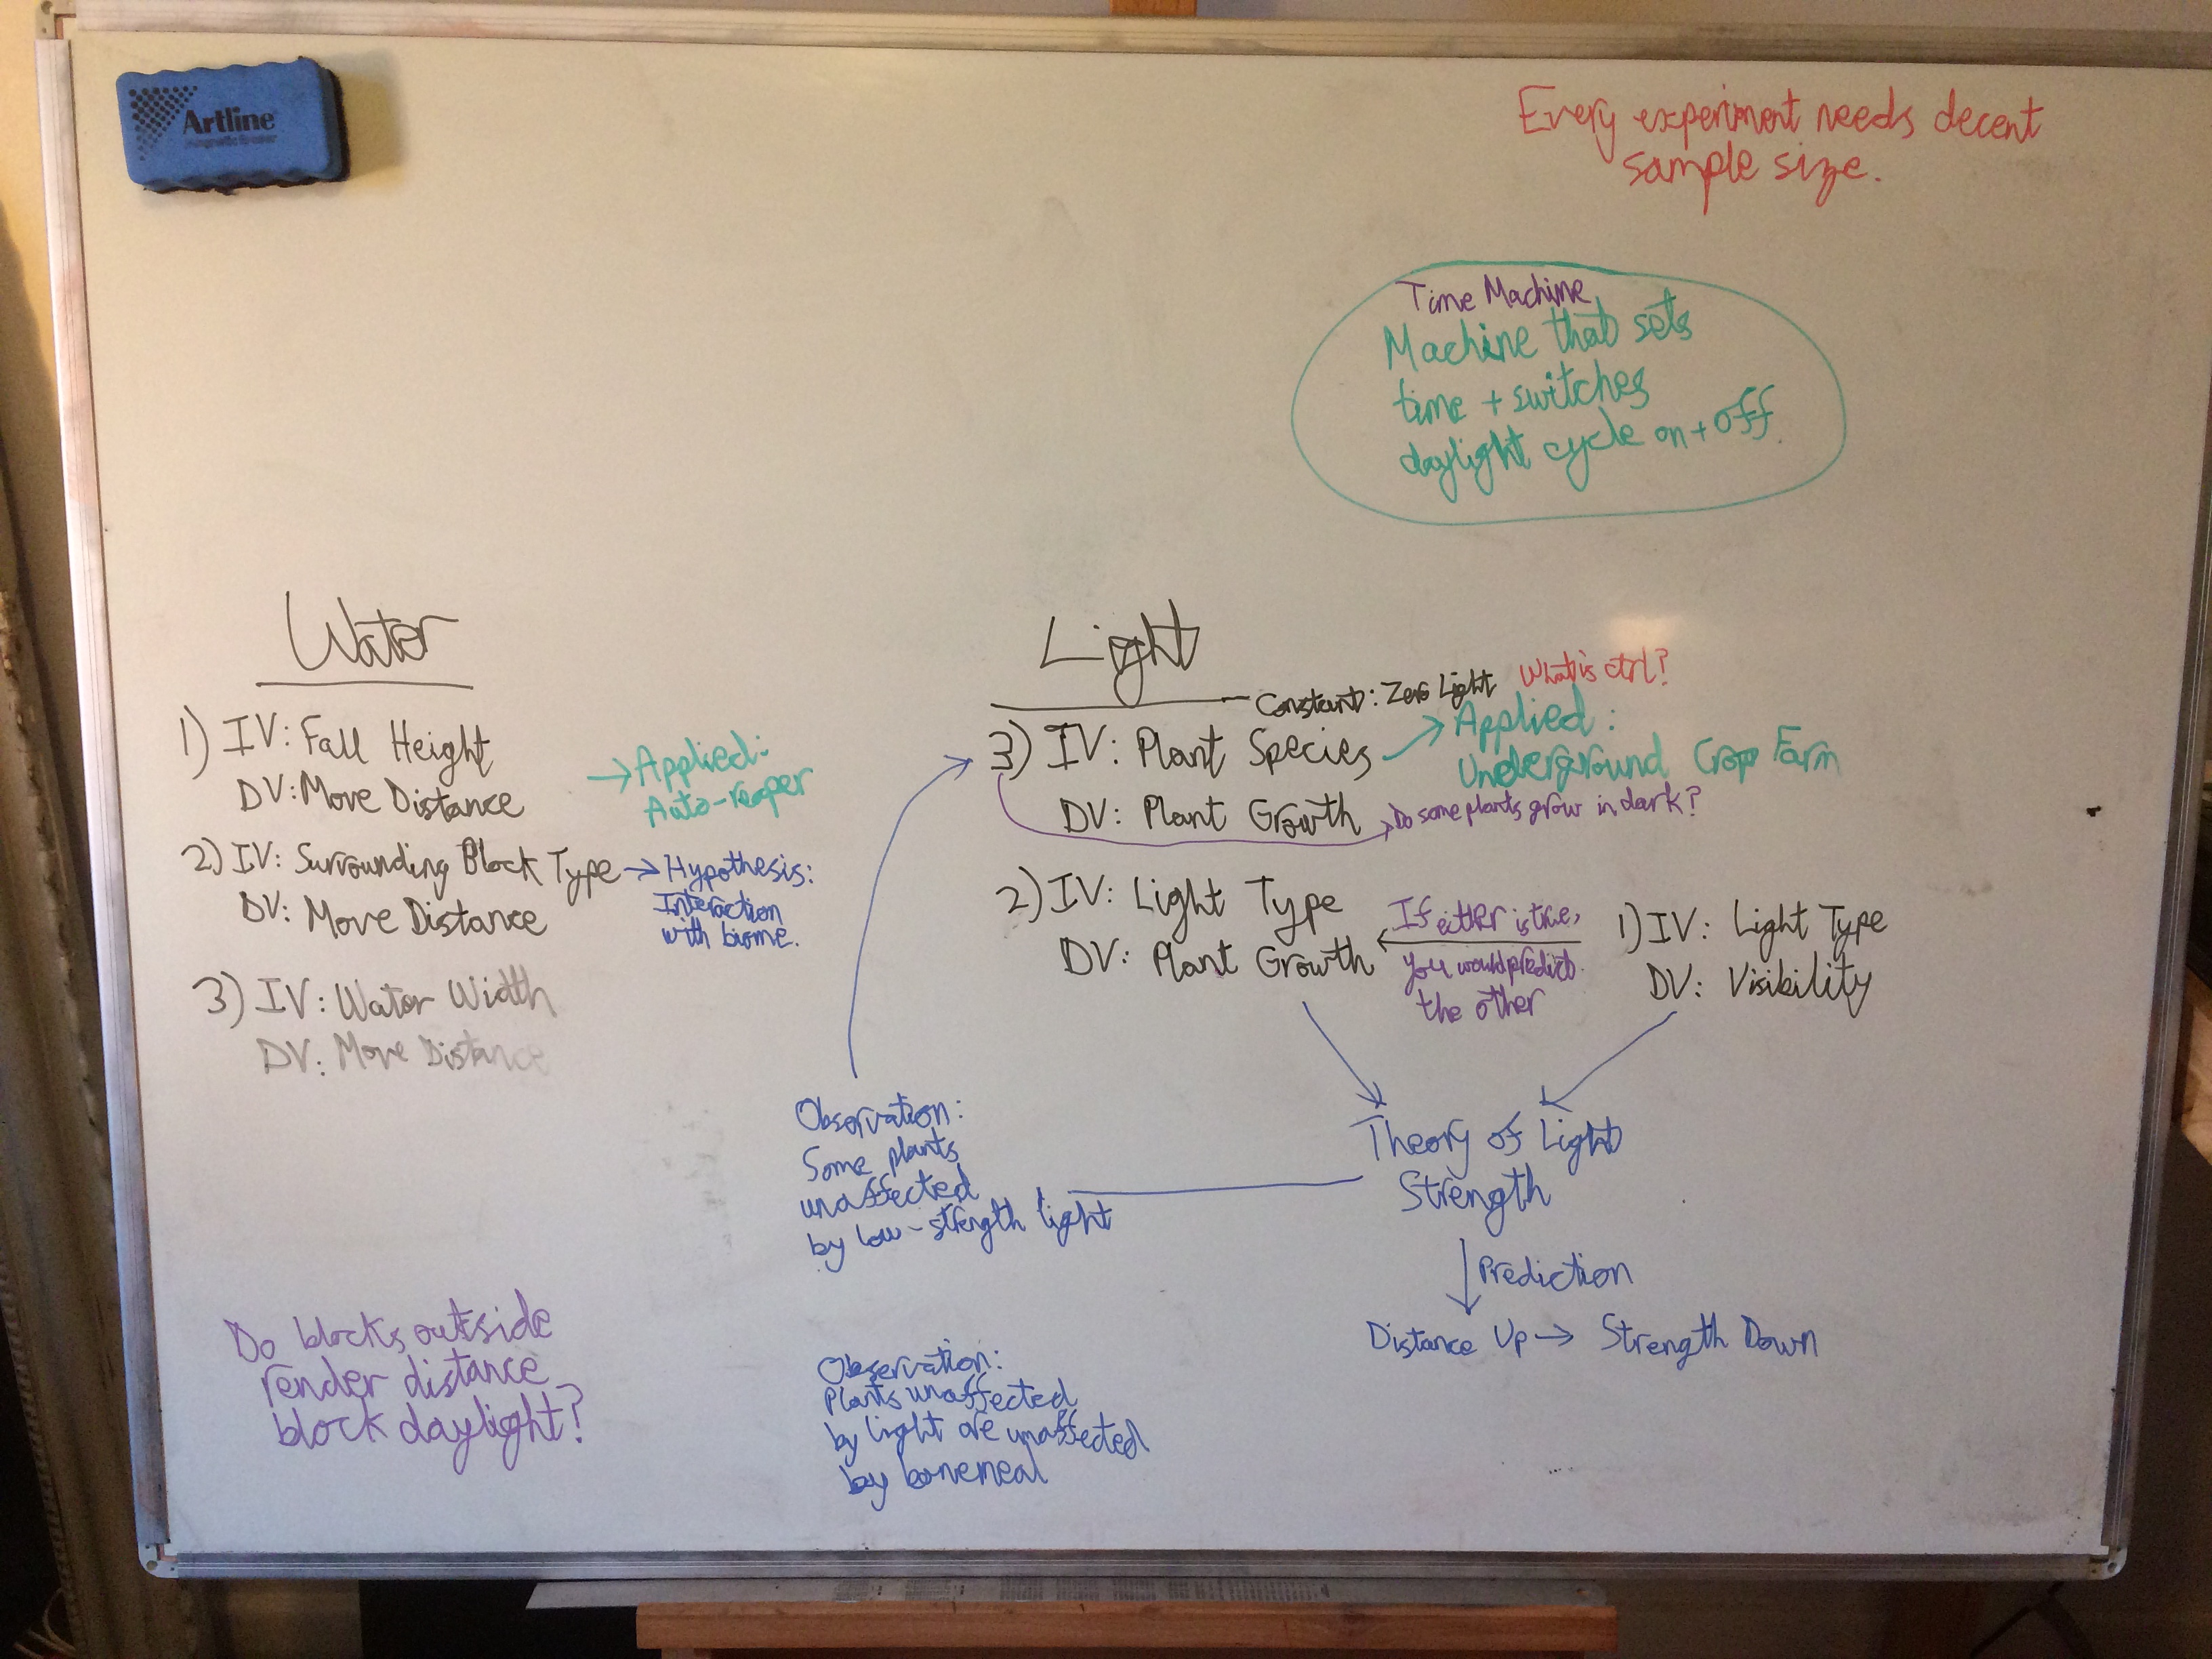 Artline
Every experiment needs decent
sample size.
Time Machine
Machine that sets
time + switches
daylight cycle on + off.
Water
1) IV: Fall Height
DV: Move Distance
→ Applied:
Auto-reaper
2) IV: Surrounding Block Type → Hypothesis:
Interaction
with biome.
DV: Move Distance
3) IV: Water Width
DV: Move Distance
Light
Constant: Zero Light
What is ctrl?
3) IV: Plant Species
DV: Plant Growth
Applied:
Underground Crop Farm
Do some plants grow in dark?
2) IV: Light Type
DV: Plant Growth
If either is true,
you would predict
the other
1) IV: Light Type
DV: Visibility
Theory of Light
Strength
Prediction
Distance Up → Strength Down
Observation:
Some plants
unaffected
by low-strength light
Observation:
Plants unaffected
by light are unaffected
by bonemeal
Do blocks outside
render distance
block daylight?